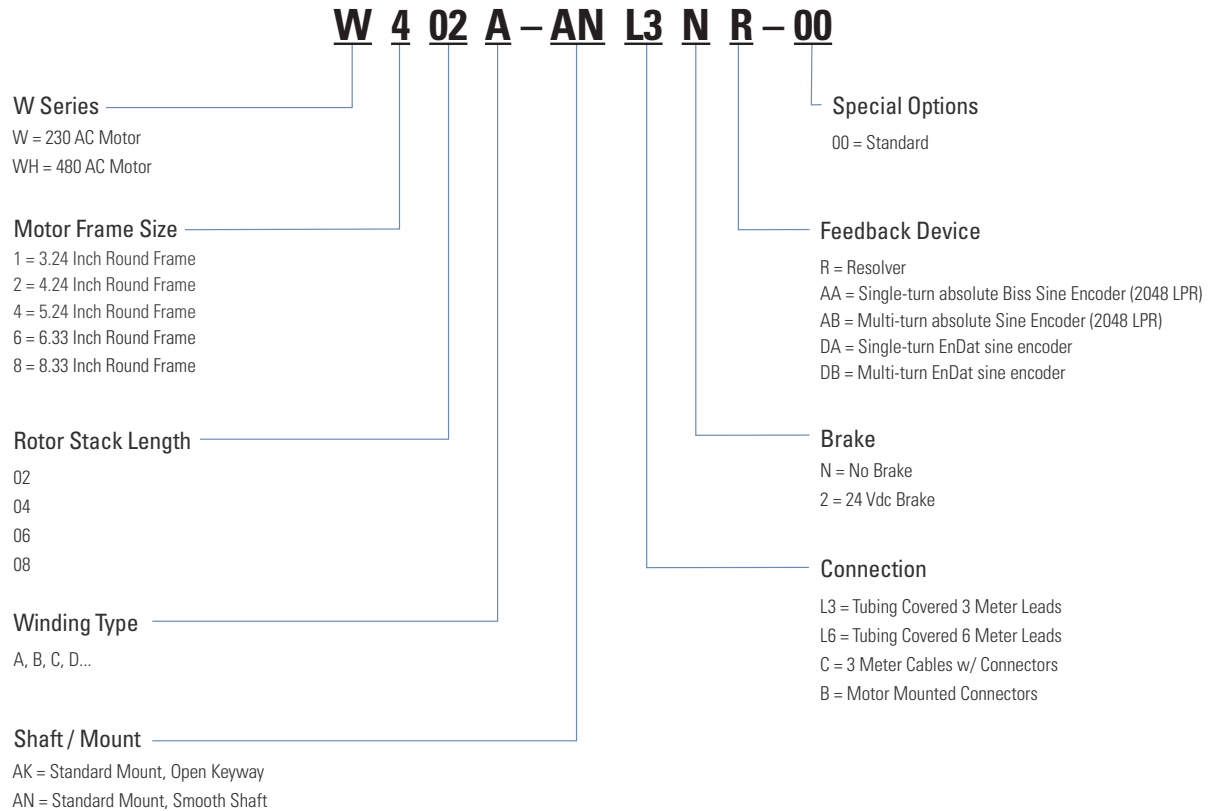 W 4 02 A – AN L3 N R – 00
W Series
W = 230 AC Motor
WH = 480 AC Motor
Motor Frame Size
1 = 3.24 Inch Round Frame
2 = 4.24 Inch Round Frame
4 = 5.24 Inch Round Frame
6 = 6.33 Inch Round Frame
8 = 8.33 Inch Round Frame
Rotor Stack Length
02
04
06
08
Winding Type
A, B, C, D...
Shaft / Mount
AK = Standard Mount, Open Keyway
AN = Standard Mount, Smooth Shaft
Special Options
00 = Standard
Feedback Device
R = Resolver
AA = Single-turn absolute Biss Sine Encoder (2048 LPR)
AB = Multi-turn absolute Sine Encoder (2048 LPR)
DA = Single-turn EnDat sine encoder
DB = Multi-turn EnDat sine encoder
Brake
N = No Brake
2 = 24 Vdc Brake
Connection
L3 = Tubing Covered 3 Meter Leads
L6 = Tubing Covered 6 Meter Leads
C = 3 Meter Cables w/ Connectors
B = Motor Mounted Connectors